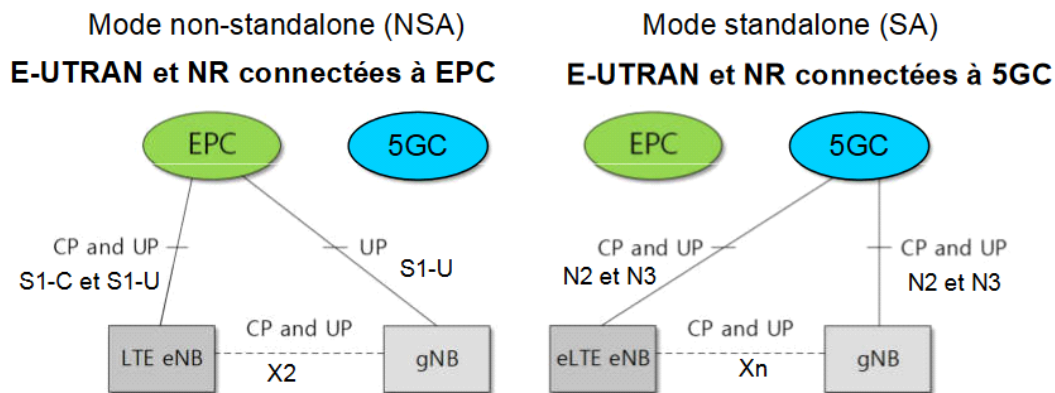 Mode non-standalone (NSA)
E-UTRAN et NR connectées à EPC
EPC
5GC
CP and UP
UP
S1-C et S1-U
S1-U
CP and UP
LTE eNB
gNB
X2
Mode standalone (SA)
E-UTRAN et NR connectées à 5GC
EPC
5GC
CP and UP
CP and UP
N2 et N3
N2 et N3
CP and UP
eLTE eNB
gNB
Xn